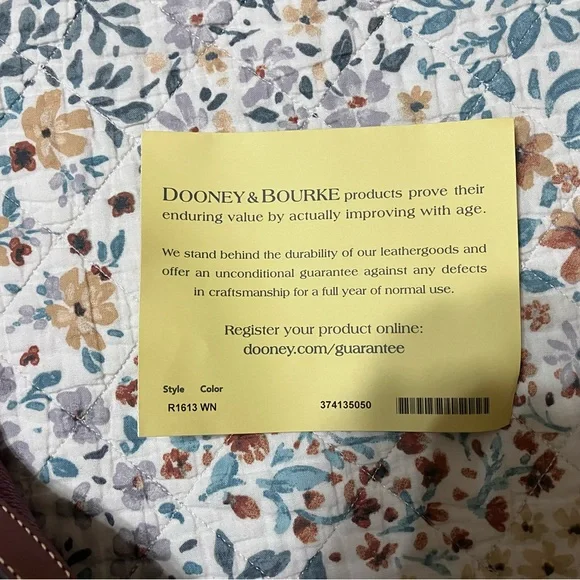 DOONEY & BOURKE products prove their
enduring value by actually improving with age.
We stand behind the durability of our leathergoods and
offer an unconditional guarantee against any defects
in craftsmanship for a full year of normal use.
Register your product online:
dooney.com/guarantee
Style Color
R1613 WN 374135050